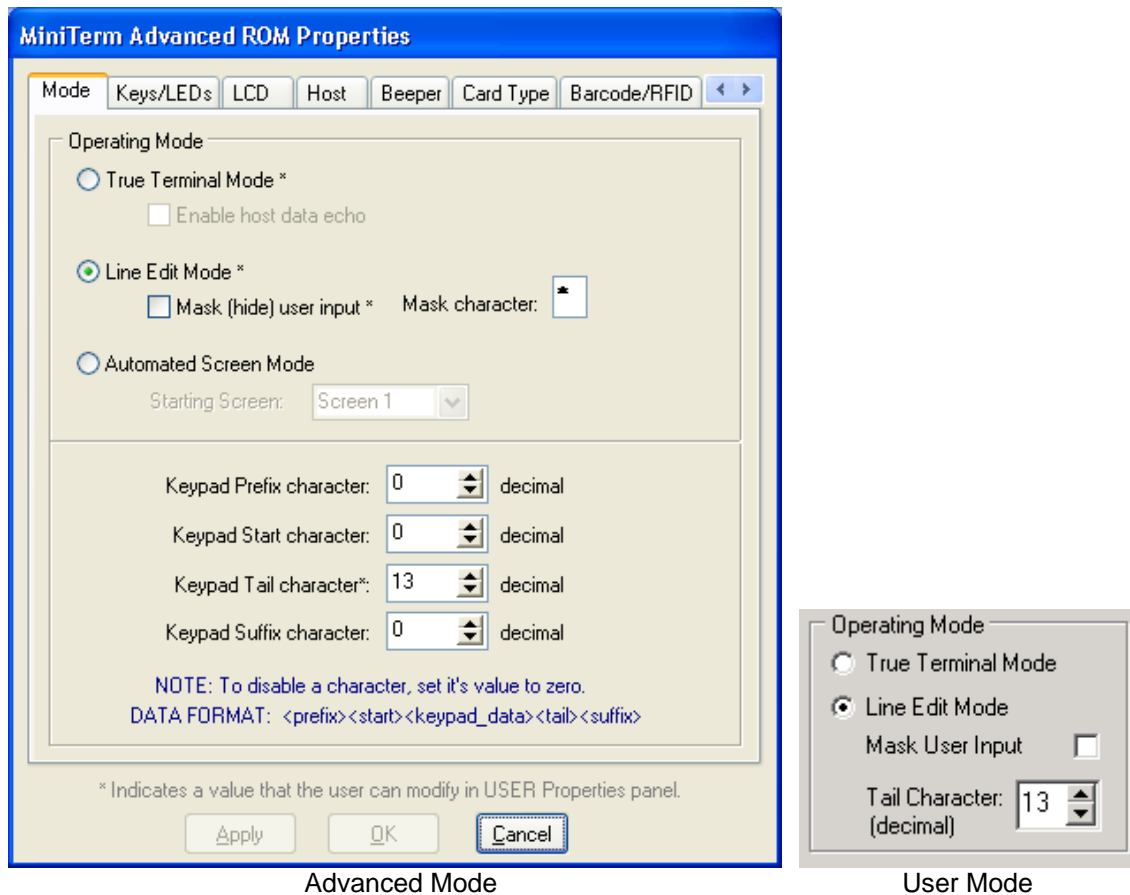 MiniTerm Advanced ROM Properties
Mode Keys/LEDs LCD Host Beeper Card Type Barcode/RFID
Operating Mode
True Terminal Mode *
Enable host data echo
Line Edit Mode *
Mask (hide) user input * Mask character: *
Automated Screen Mode
Starting Screen: Screen 1
Keypad Prefix character: 0 decimal
Keypad Start character: 0 decimal
Keypad Tail character*: 13 decimal
Keypad Suffix character: 0 decimal
NOTE: To disable a character, set it's value to zero.
DATA FORMAT: <prefix><start><keypad_data><tail><suffix>
* Indicates a value that the user can modify in USER Properties panel.
Apply OK Cancel
Advanced Mode
Operating Mode
True Terminal Mode
Line Edit Mode
Mask User Input
Tail Character: 13
(decimal)
User Mode